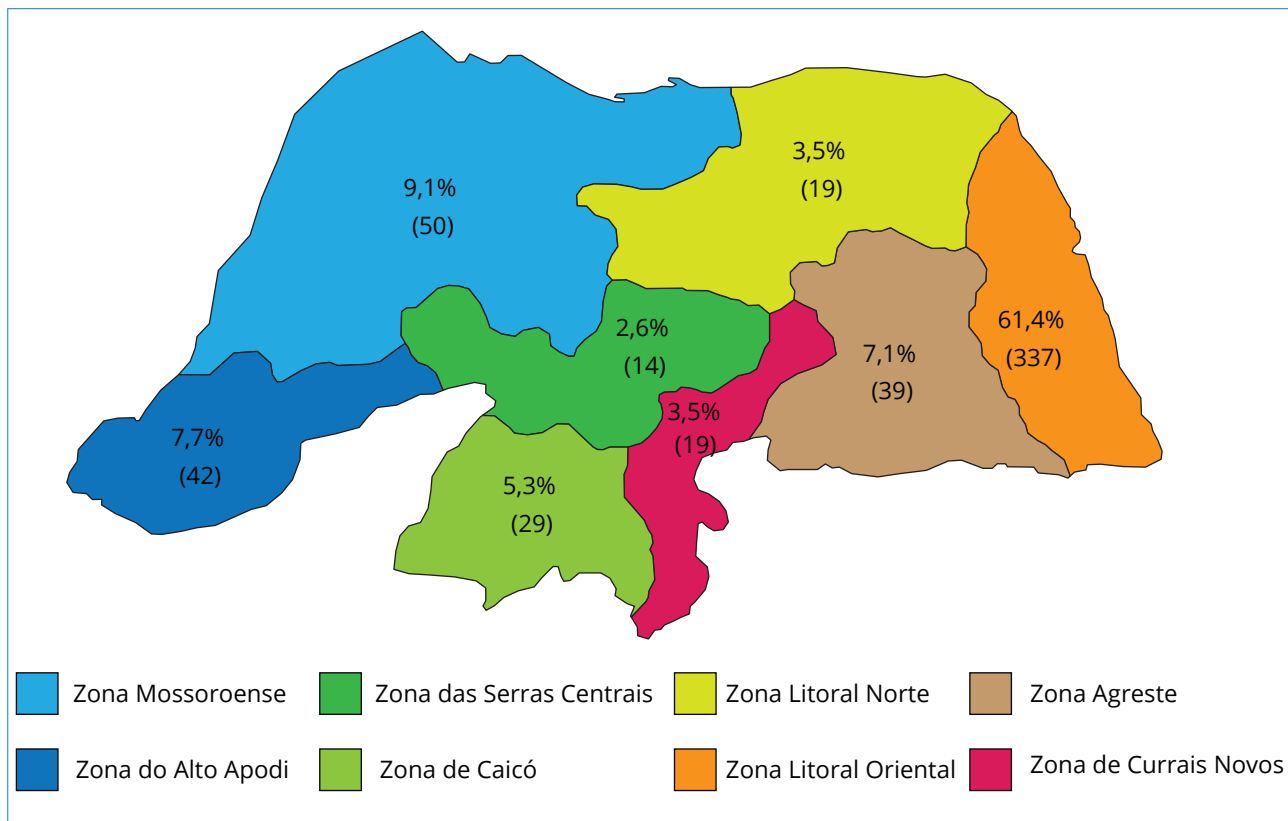 3,5%
(19)
9,1%
(50)
61,4%
(337)
2,6%
(14)
7,1%
(39)
3,5%
(19)
7,7%
(42)
5,3%
(29)
Zona Mossoroense
Zona das Serras Centrais
Zona Litoral Norte
Zona Agreste
Zona do Alto Apodi
Zona de Caicó
Zona Litoral Oriental
Zona de Currais Novos